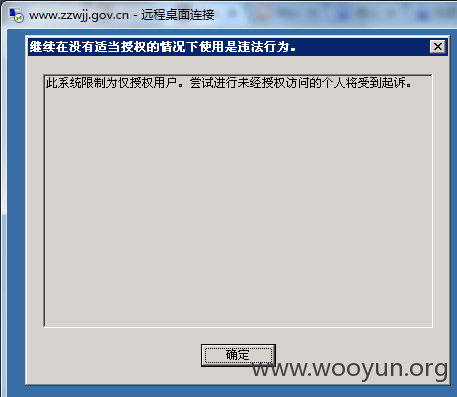 www.zzwjj.gov.cn - 远程桌面连接
继续在没有适当授权的情况下使用是违法行为。
此系统限制为仅授权用户。尝试进行未经授权访问的个人将受到起诉。
确定
www.wooyun.org